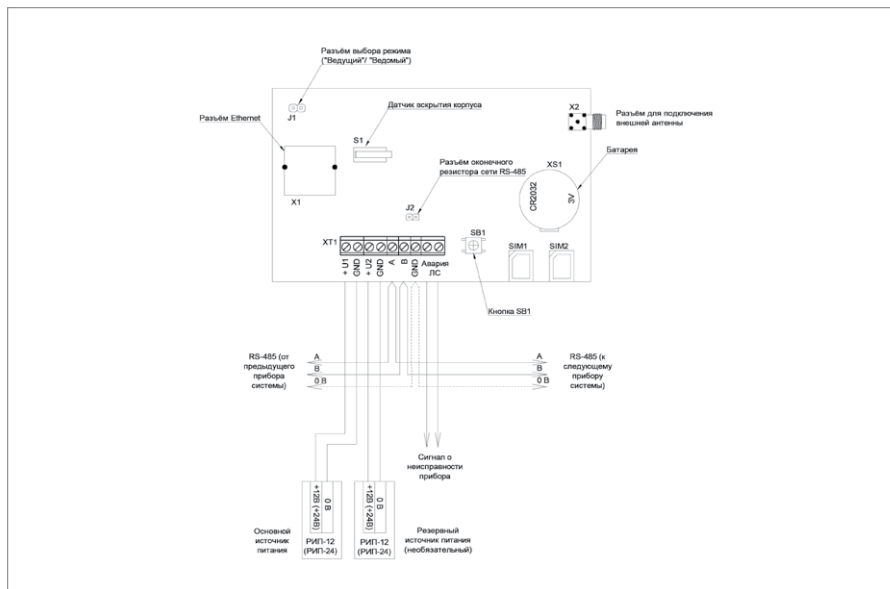 Разъём выбора режима
("Ведущий"/ "Ведомый")
J1
Датчик вскрытия корпуса
Разъём Ethernet
S1
X1
X2
Разъём для подключения
внешней антенны
Батарея
XS1
CR2032
3V
Разъём оконечного
резистора сети RS-485
J2
XT1
SB1
SIM1
SIM2
+ U1
GND
+ U2
GND
A
B
GND
Авария
ЛС
Кнопка SB1
RS-485 (от
предыдущего
прибора
системы)
A
B
0 В
A
B
0 В
RS-485 (к
следующему
прибору
системы)
Сигнал о
неисправности
прибора
Основной
источник
питания
+12В (+24В)
0 В
РИП-12
(РИП-24)
+12В (+24В)
0 В
РИП-12
(РИП-24)
Резервный
источник питания
(необязательный)